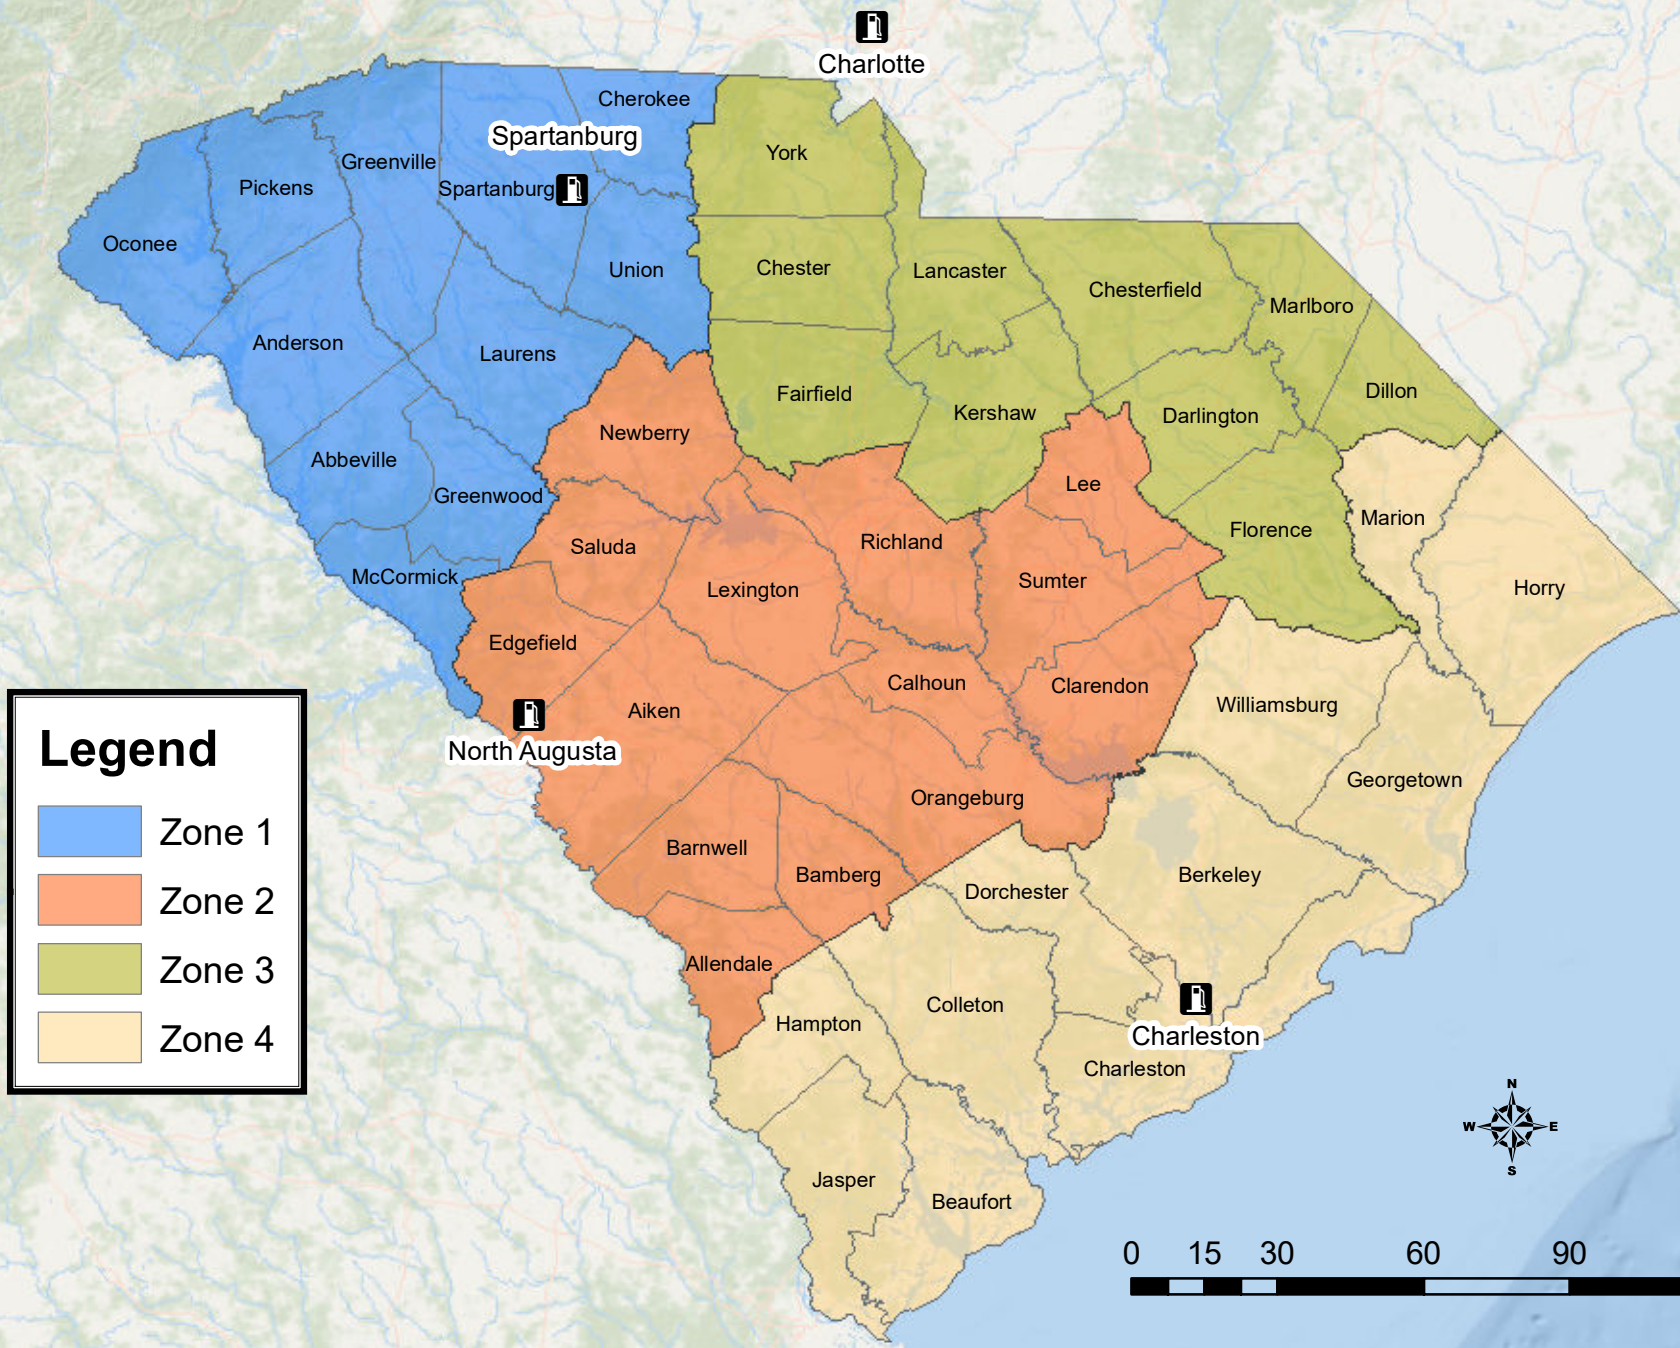 Charlotte
Cherokee
Spartanburg
York
Greenville
Pickens
Spartanburg
Oconee
Union
Chester
Lancaster
Chesterfield
Marlboro
Anderson
Laurens
Dillon
Fairfield
Kershaw
Darlington
Newberry
Abbeville
Greenwood
Lee
Marion
Florence
Richland
Saluda
McCormick
Lexington
Sumter
Horry
Edgefield
Calhoun
Clarendon
Williamsburg
Aiken
North Augusta
Georgetown
Orangeburg
Barnwell
Bamberg
Berkeley
Dorchester
Allendale
Colleton
Hampton
Charleston
Charleston
Jasper
Beaufort
Legend
Zone 1
Zone 2
Zone 3
Zone 4
N
W E
S
0 15 30 60 90